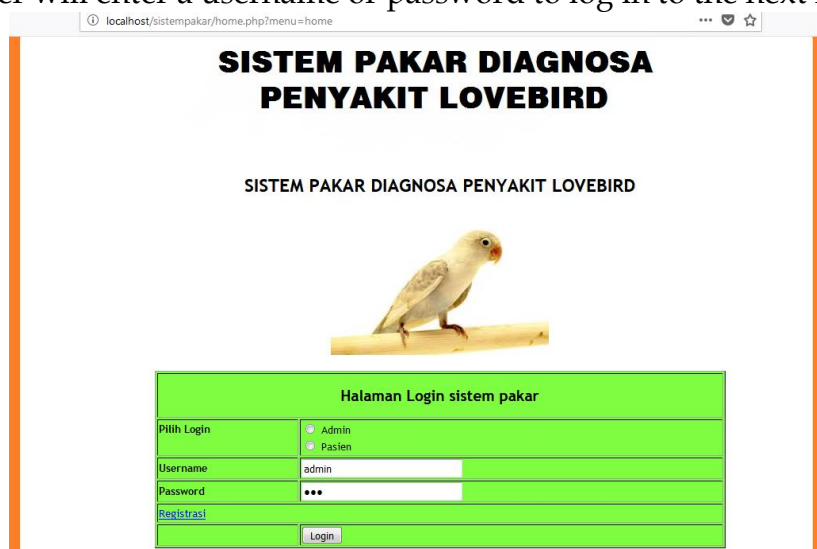 er will enter a username or password to log in to the next
localhost/sistempakar/home.php?menu=home
SISTEM PAKAR DIAGNOSA
PENYAKIT LOVEBIRD
SISTEM PAKAR DIAGNOSA PENYAKIT LOVEBIRD
Halaman Login sistem pakar
Pilih Login
Admin
Pasien
Username admin
Password •••
Registrasi
Login